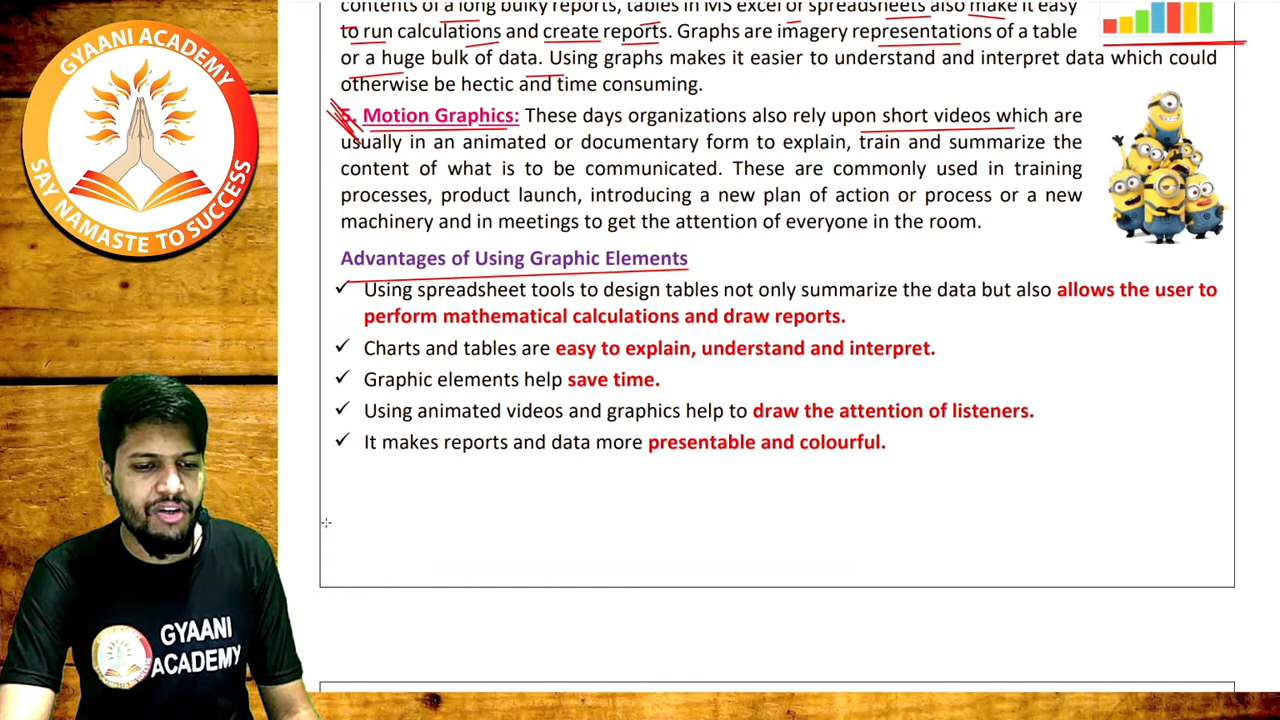 GYAANI ACADEMY
SAY NAMASTE TO SUCCESS
contents of a long bulky reports, tables in MS excel or spreadsheets also make it easy
to run calculations and create reports. Graphs are imagery representations of a table
or a huge bulk of data. Using graphs makes it easier to understand and interpret data which could
otherwise be hectic and time consuming.
5. Motion Graphics: These days organizations also rely upon short videos which are
usually in an animated or documentary form to explain, train and summarize the
content of what is to be communicated. These are commonly used in training
processes, product launch, introducing a new plan of action or process or a new
machinery and in meetings to get the attention of everyone in the room.
Advantages of Using Graphic Elements
✓ Using spreadsheet tools to design tables not only summarize the data but also allows the user to
perform mathematical calculations and draw reports.
✓ Charts and tables are easy to explain, understand and interpret.
✓ Graphic elements help save time.
✓ Using animated videos and graphics help to draw the attention of listeners.
✓ It makes reports and data more presentable and colourful.
GYAANI
ACADEMY